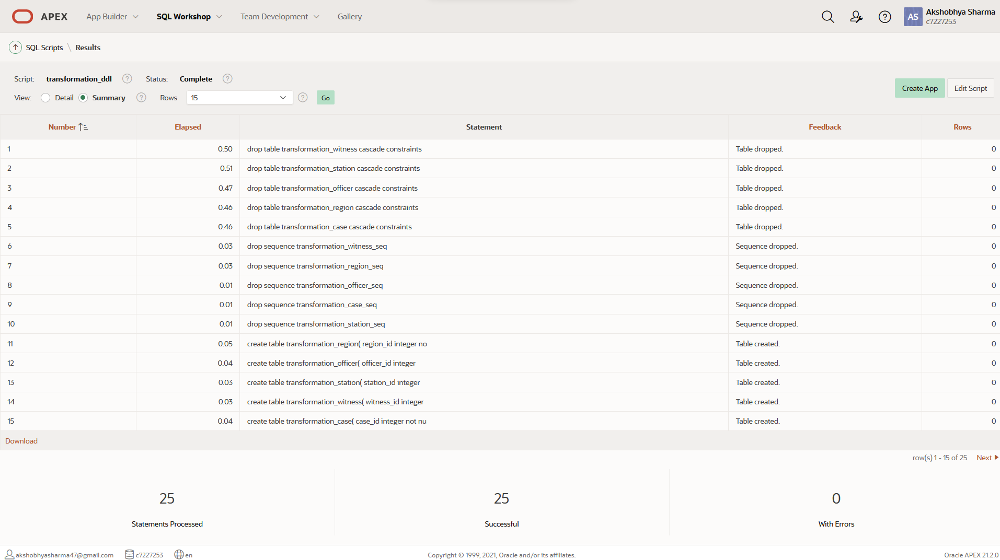 APEX App Builder SQL Workshop Team Development Gallery AS Akshobhya Sharma
c7227253
SQL Scripts \ Results
Script: transformation_ddl ? Status: Complete ?
View: Detail Summary ? Rows 15 ? Go Create App Edit Script
Number Elapsed Statement Feedback Rows
1 0.50 drop table transformation_witness cascade constraints Table dropped. 0
2 0.51 drop table transformation_station cascade constraints Table dropped. 0
3 0.47 drop table transformation_officer cascade constraints Table dropped. 0
4 0.46 drop table transformation_region cascade constraints Table dropped. 0
5 0.46 drop table transformation_case cascade constraints Table dropped. 0
6 0.03 drop sequence transformation_witness_seq Sequence dropped. 0
7 0.03 drop sequence transformation_region_seq Sequence dropped. 0
8 0.01 drop sequence transformation_officer_seq Sequence dropped. 0
9 0.01 drop sequence transformation_case_seq Sequence dropped. 0
10 0.01 drop sequence transformation_station_seq Sequence dropped. 0
11 0.05 create table transformation_region( region_id integer no Table created. 0
12 0.04 create table transformation_officer( officer_id integer Table created. 0
13 0.03 create table transformation_station( station_id integer Table created. 0
14 0.03 create table transformation_witness( witness_id integer Table created. 0
15 0.04 create table transformation_case( case_id integer not nu Table created. 0
Download
row(s) 1 - 15 of 25 Next
25 25 0
Statements Processed Successful With Errors
akshobhyasharma47@gmail.com c7227253 en Copyright © 1999, 2021, Oracle and/or its affiliates. Oracle APEX 21.2.0